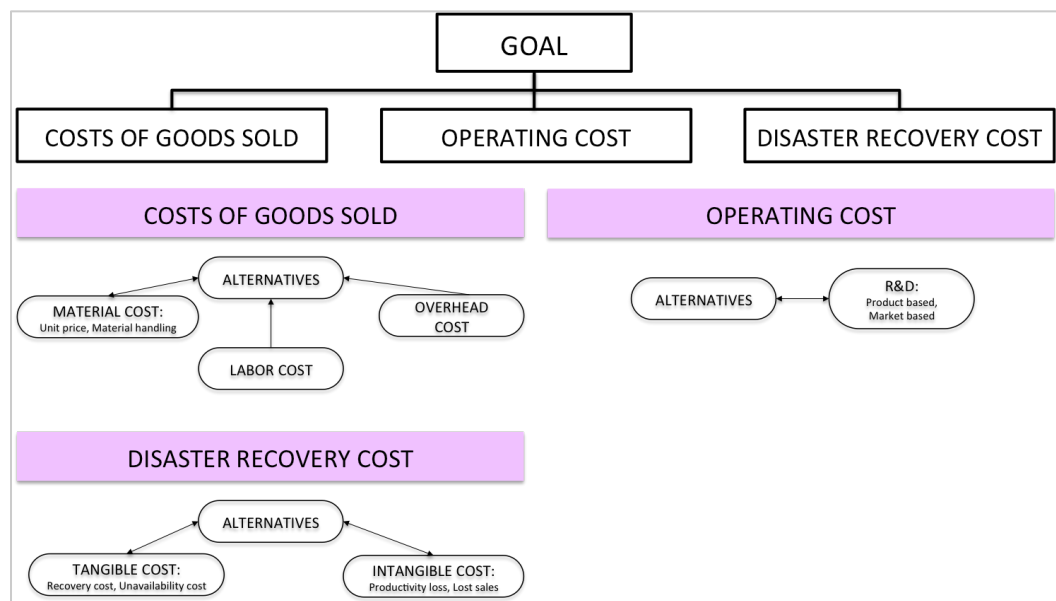 GOAL
COSTS OF GOODS SOLD
OPERATING COST
DISASTER RECOVERY COST
COSTS OF GOODS SOLD
ALTERNATIVES
MATERIAL COST:
Unit price, Material handling
OVERHEAD
COST
LABOR COST
OPERATING COST
ALTERNATIVES
R&D:
Product based,
Market based
DISASTER RECOVERY COST
ALTERNATIVES
TANGIBLE COST:
Recovery cost, Unavailability cost
INTANGIBLE COST:
Productivity loss, Lost sales